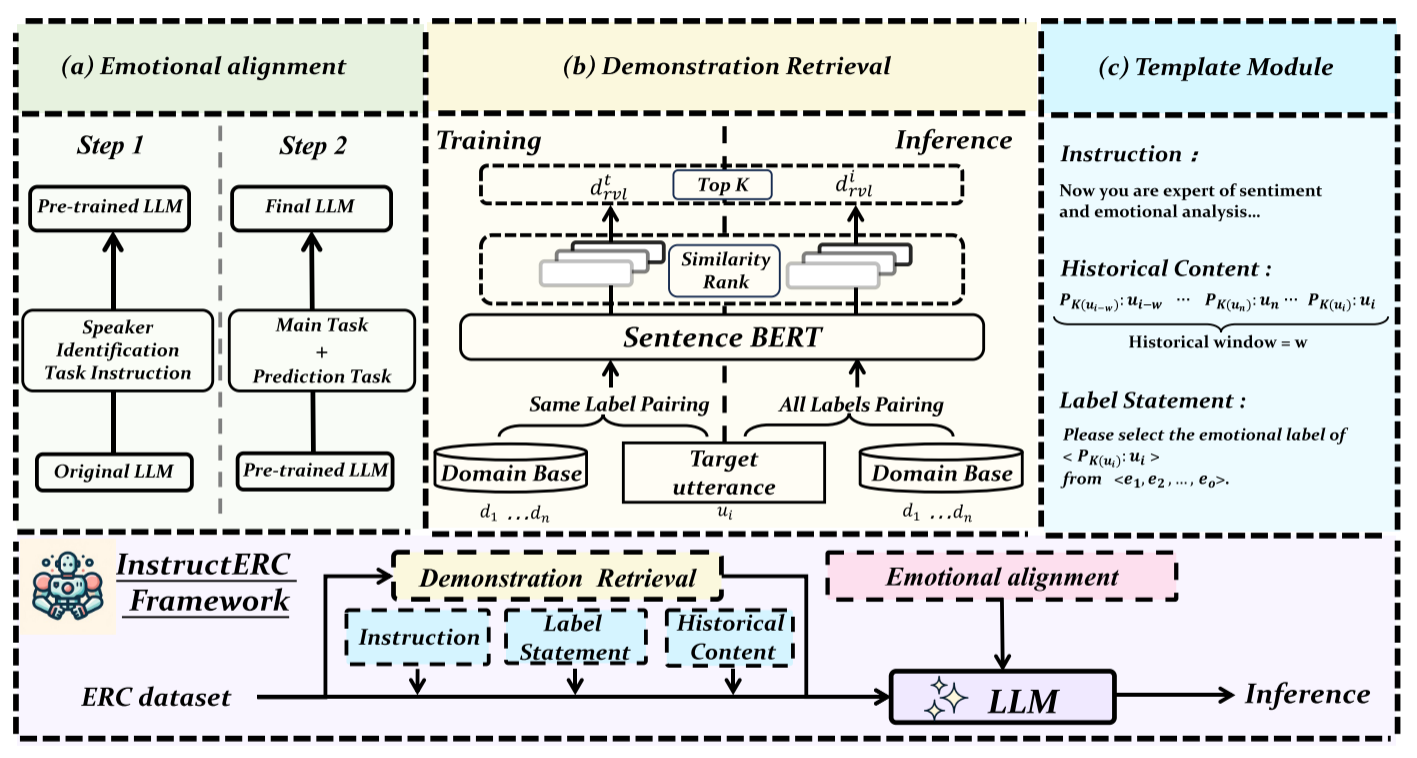 (a) Emotional alignment
Step 1
Step 2
Pre-trained LLM
Final LLM
Speaker
Identification
Task Instruction
Main Task
+
Prediction Task
Original LLM
Pre-trained LLM
(b) Demonstration Retrieval
Training
Inference
d^t_{rvl}
Top K
d^i_{rvl}
Similarity
Rank
Sentence BERT
Same Label Pairing
All Labels Pairing
Domain Base
Target
utterance
Domain Base
d_1 ...d_n
u_i
d_1 ...d_n
(c) Template Module
Instruction :
Now you are expert of sentiment
and emotional analysis...
Historical Content :
P_{K(u_{i-w})}: u_{i-w} ... P_{K(u_n)}: u_n ... P_{K(u_i)}: u_i
Historical window = w
Label Statement :
Please select the emotional label of
< P_{K(u_i)}: u_i >
from <e_1, e_2, ..., e_o>.
InstructERC
Framework
Demonstration Retrieval
Emotional alignment
Instruction
Label
Statement
Historical
Content
ERC dataset
LLM
Inference